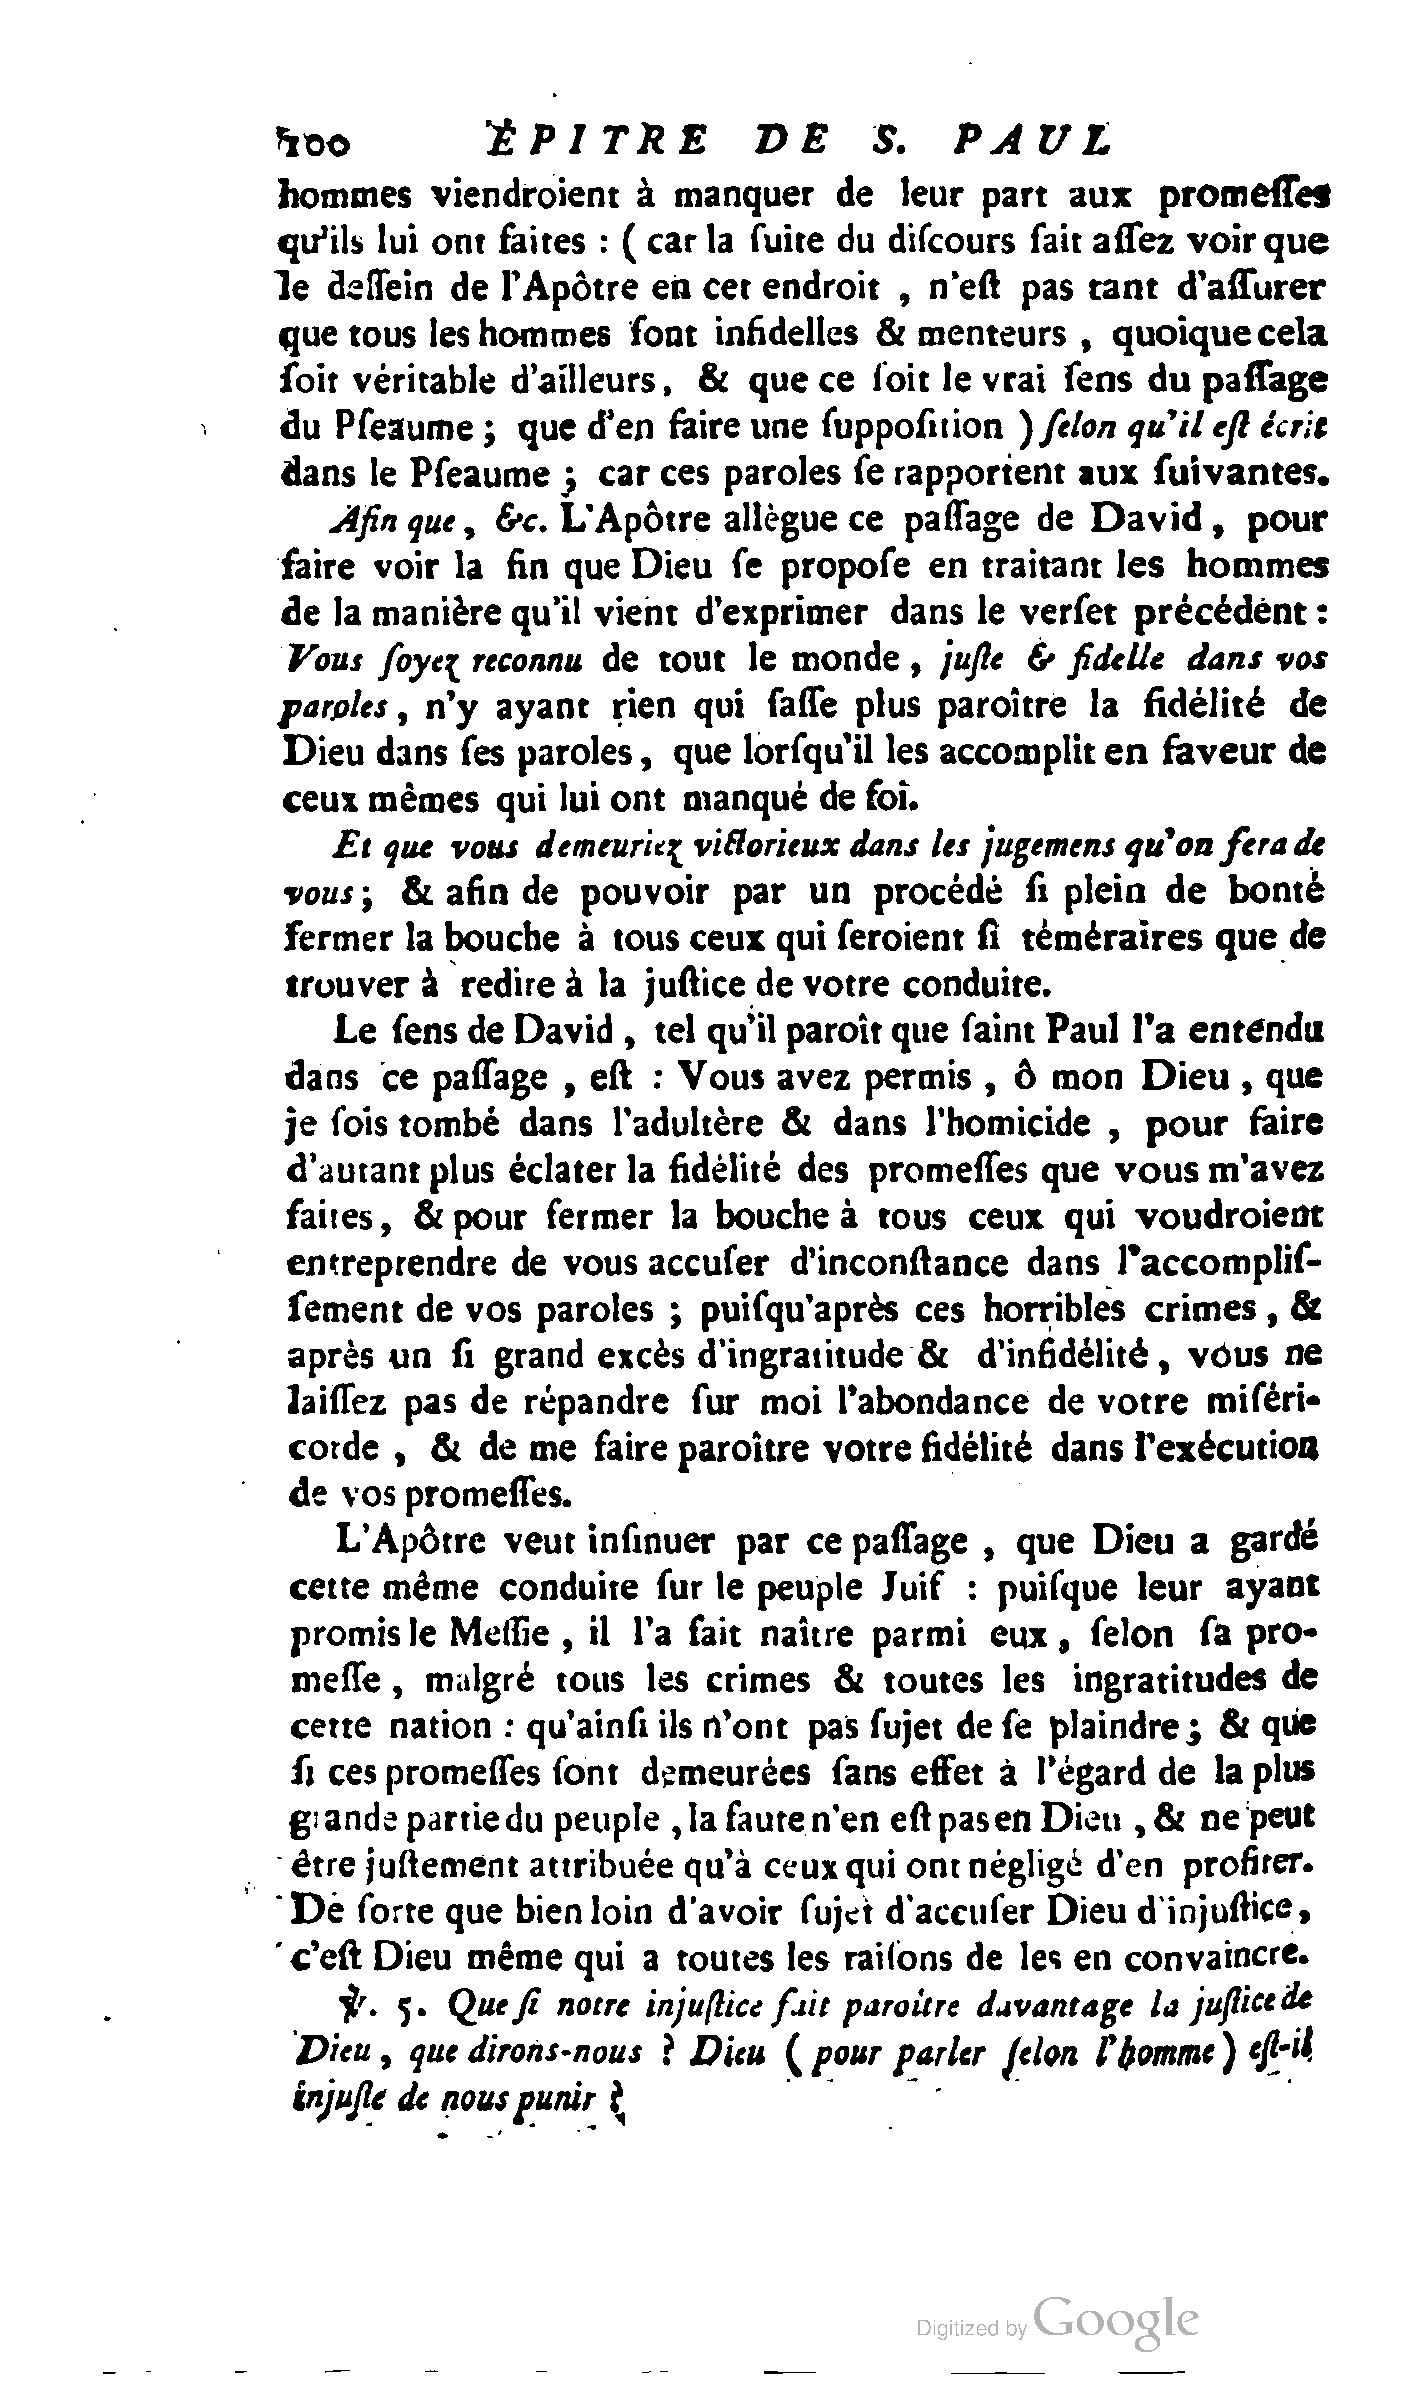 100 ÉPITRE DE S. PAUL
hommes viendroient à manquer de leur part aux promeſſes
qu'ils lui ont faites : ( car la ſuite du diſcours fait aſſez voir que
le deſſein de l'Apôtre en cet endroit , n'eſt pas tant d'aſſurer
que tous les hommes ſont infidelles & menteurs , quoique cela
ſoit véritable d'ailleurs, & que ce ſoit le vrai ſens du paſſage
du Pſeaume ; que d'en faire une ſuppoſition ) ſelon qu'il eſt écrit
dans le Pſeaume ; car ces paroles ſe rapportent aux ſuivantes.
Afin que , &c. L'Apôtre allègue ce paſſage de David, pour
faire voir la fin que Dieu ſe propoſe en traitant les hommes
de la manière qu'il vient d'exprimer dans le verſet précédent :
Vous ſoyez reconnu de tout le monde , juſte & fidelle dans vos
paroles, n'y ayant rien qui faſſe plus paroître la fidélité de
Dieu dans ſes paroles, que lorſqu'il les accomplit en faveur de
ceux mêmes qui lui ont manqué de foi.
Et que vous demeuriez victorieux dans les jugemens qu'on fera de
vous ; & afin de pouvoir par un procédé ſi plein de bonté
fermer la bouche à tous ceux qui ſeroient ſi téméraires que de
trouver à redire à la juſtice de votre conduite.
Le ſens de David , tel qu'il paroît que ſaint Paul l'a entendu
dans ce paſſage , eſt : Vous avez permis , ô mon Dieu , que
je ſois tombé dans l'adultère & dans l'homicide , pour faire
d'autant plus éclater la fidélité des promeſſes que vous m'avez
faites, & pour fermer la bouche à tous ceux qui voudroient
entreprendre de vous accuſer d'inconſtance dans l'accompliſ-
ſement de vos paroles ; puiſqu'après ces horribles crimes , &
après un ſi grand excès d'ingratitude & d'infidélité , vous ne
laiſſez pas de répandre ſur moi l'abondance de votre miſéri-
corde , & de me faire paroître votre fidélité dans l'exécution
de vos promeſſes.
L'Apôtre veut inſinuer par ce paſſage , que Dieu a gardé
cette même conduite ſur le peuple Juif : puiſque leur ayant
promis le Meſſie , il l'a fait naître parmi eux , ſelon ſa pro-
meſſe , malgré tous les crimes & toutes les ingratitudes de
cette nation : qu'ainſi ils n'ont pas ſujet de ſe plaindre ; & que
ſi ces promeſſes ſont demeurées ſans effet à l'égard de la plus
grande partie du peuple , la faute n'en eſt pas en Dieu , & ne peut
être juſtement attribuée qu'à ceux qui ont négligé d'en profiter.
De ſorte que bien loin d'avoir ſujet d'accuſer Dieu d'injuſtice,
c'eſt Dieu même qui a toutes les raiſons de les en convaincre.
℣. 5. Que ſi notre injuſtice fait paroître davantage la juſtice de
Dieu , que dirons-nous ? Dieu ( pour parler ſelon l'homme ) eſt-il
injuſte de nous punir ?
Digitized by Google